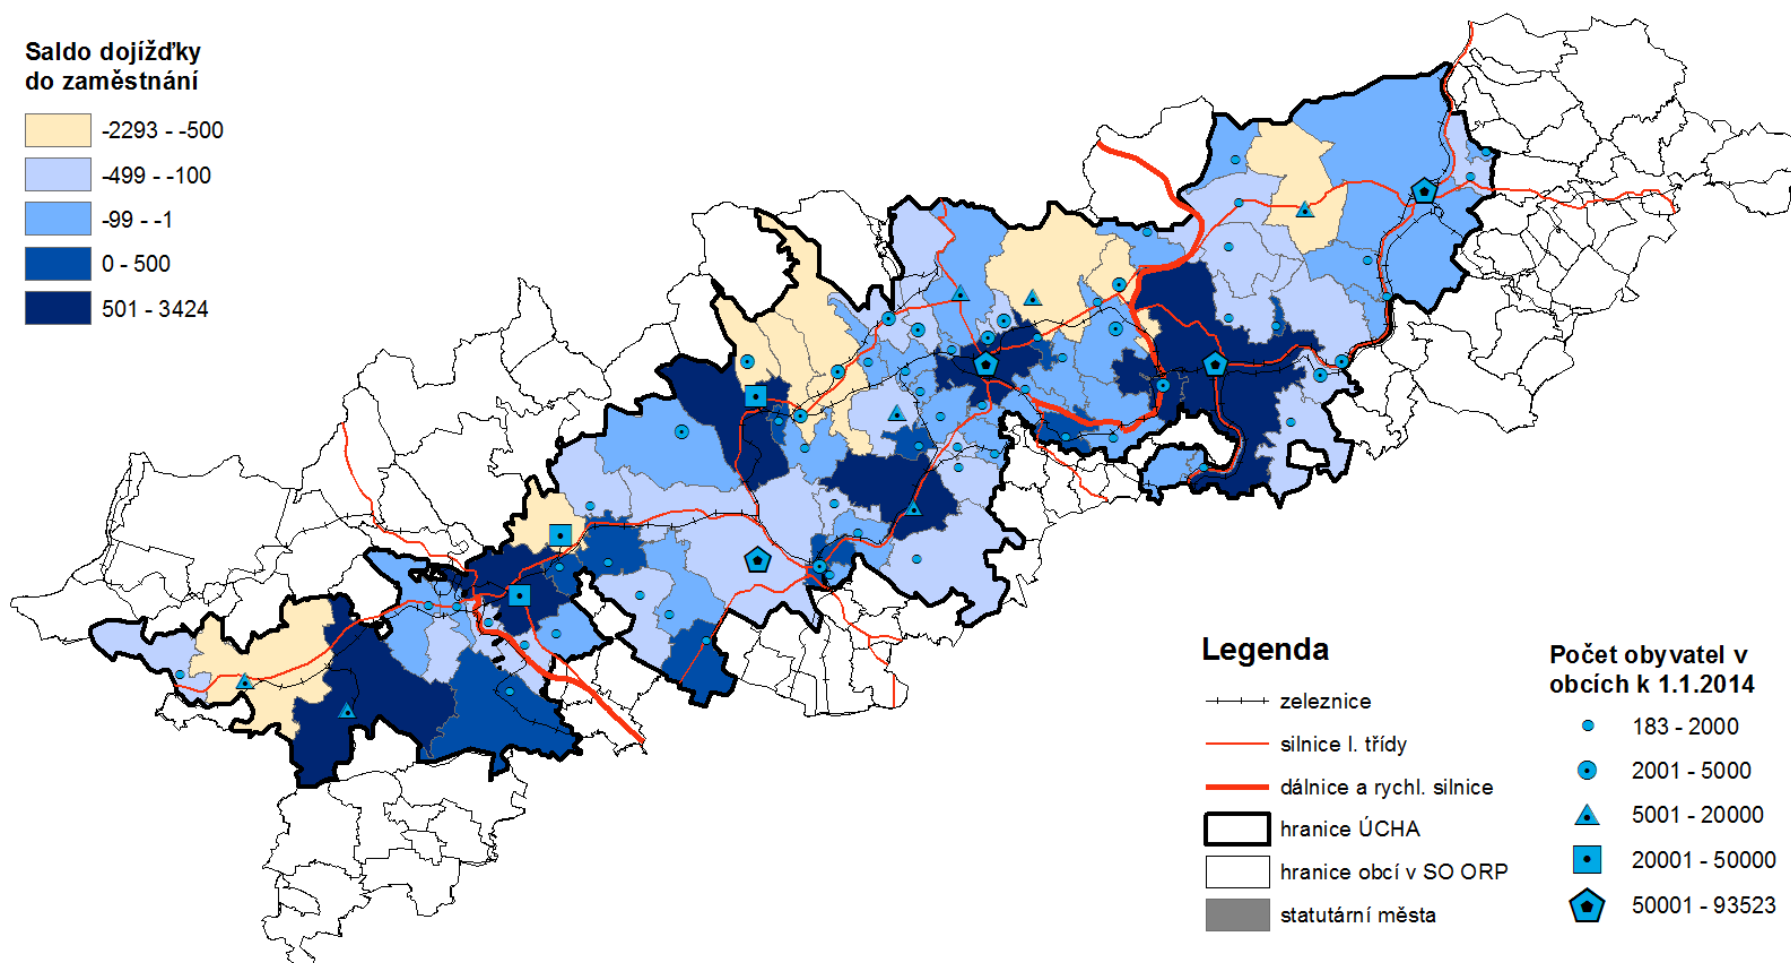 Saldo dojížďky
do zaměstnání
-2293 - -500
-499 - -100
-99 - -1
0 - 500
501 - 3424
Legenda
zeleznice
silnice I. třídy
dálnice a rychl. silnice
hranice ÚCHA
hranice obcí v SO ORP
statutární města
Počet obyvatel v
obcích k 1.1.2014
183 - 2000
2001 - 5000
5001 - 20000
20001 - 50000
50001 - 93523